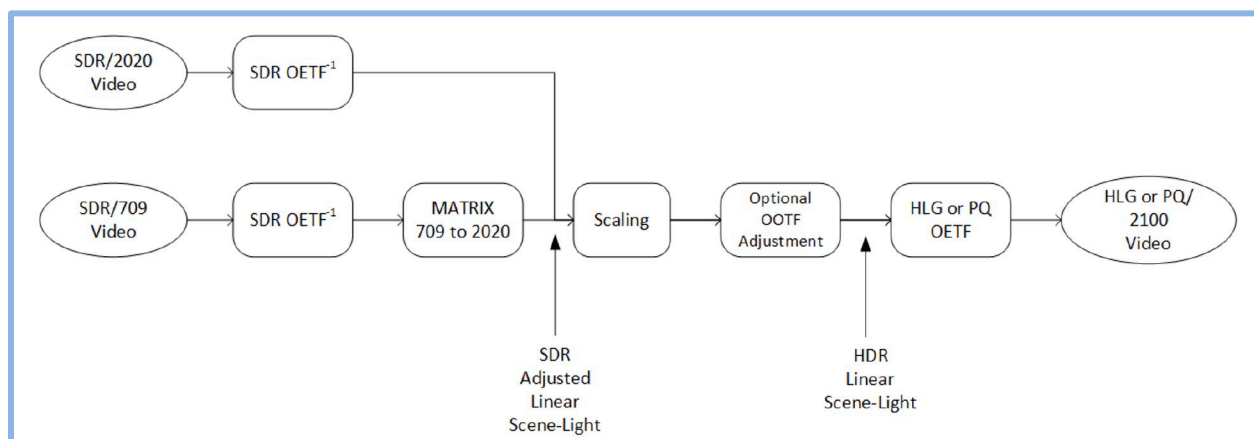 SDR/2020
Video
SDR OETF⁻¹
SDR/709
Video
SDR OETF⁻¹
MATRIX
709 to 2020
Scaling
Optional
OOTF
Adjustment
HLG or PQ
OETF
HLG or PQ/
2100
Video
SDR
Adjusted
Linear
Scene-Light
HDR
Linear
Scene-Light